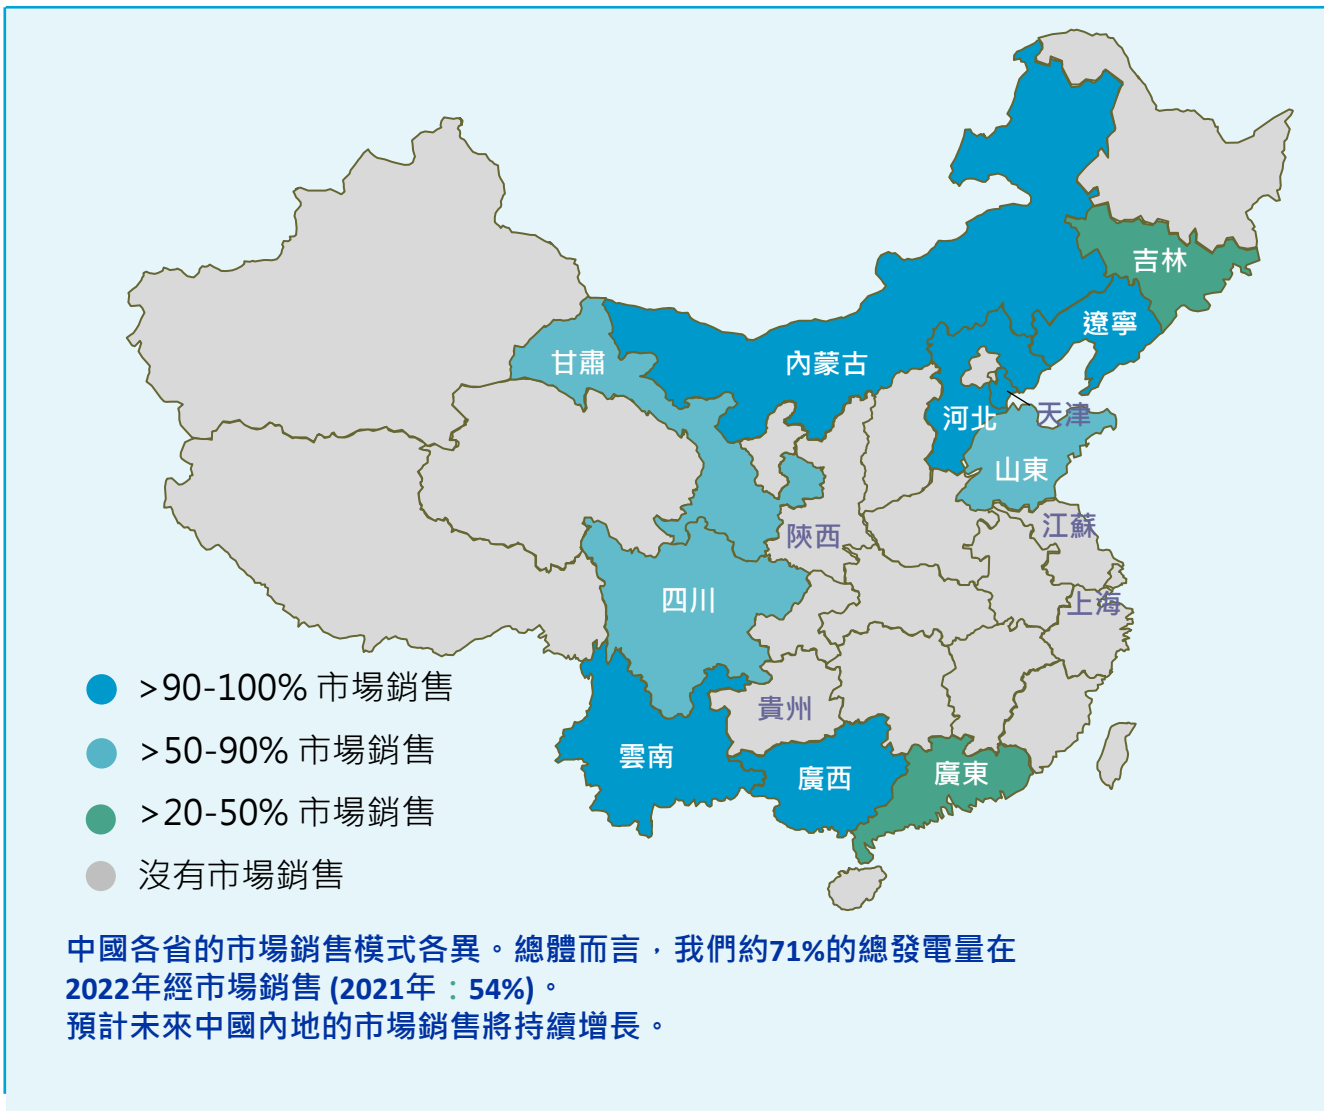 吉林
遼寧
甘肅
內蒙古
河北
天津
山東
江蘇
陝西
四川
上海
貴州
雲南
廣西
廣東
>90-100% 市場銷售
>50-90% 市場銷售
>20-50% 市場銷售
沒有市場銷售
中國各省的市場銷售模式各異。總體而言，我們約71%的總發電量在
2022年經市場銷售 (2021年：54%)。
預計未來中國內地的市場銷售將持續增長。